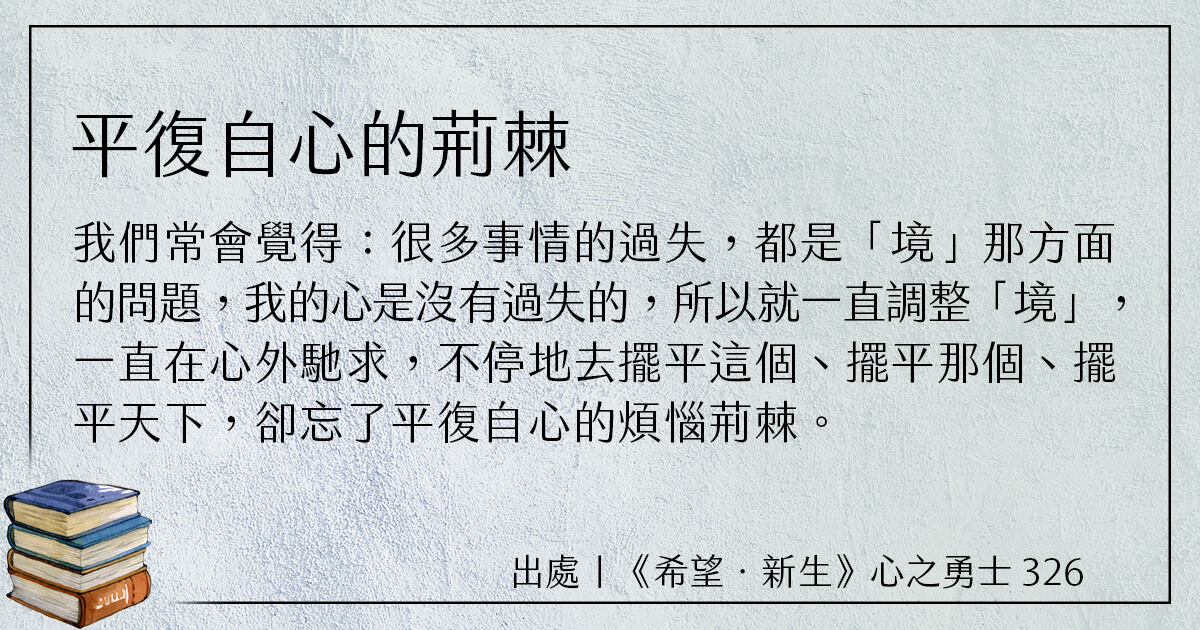 平復自心的荊棘
我們常會覺得：很多事情的過失，都是「境」那方面
的問題，我的心是沒有過失的，所以就一直調整「境」，
一直在心外馳求，不停地去擺平這個、擺平那個、擺
平天下，卻忘了平復自心的煩惱荊棘。
出處｜《希望．新生》心之勇士 326